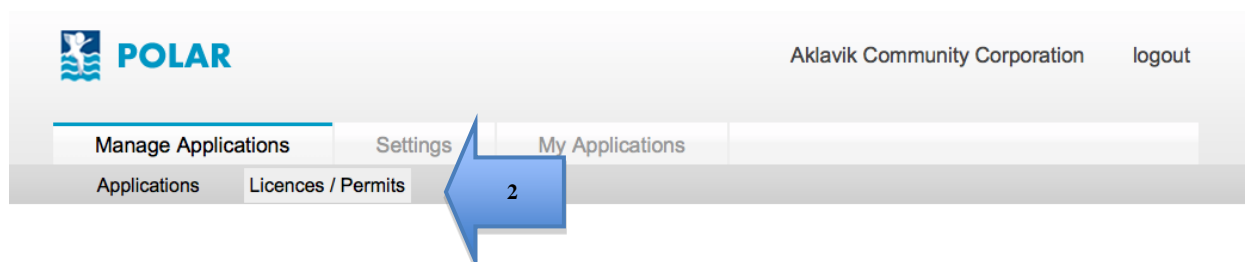 POLAR Aklavik Community Corporation logout
Manage Applications Settings My Applications
Applications Licences / Permits 2